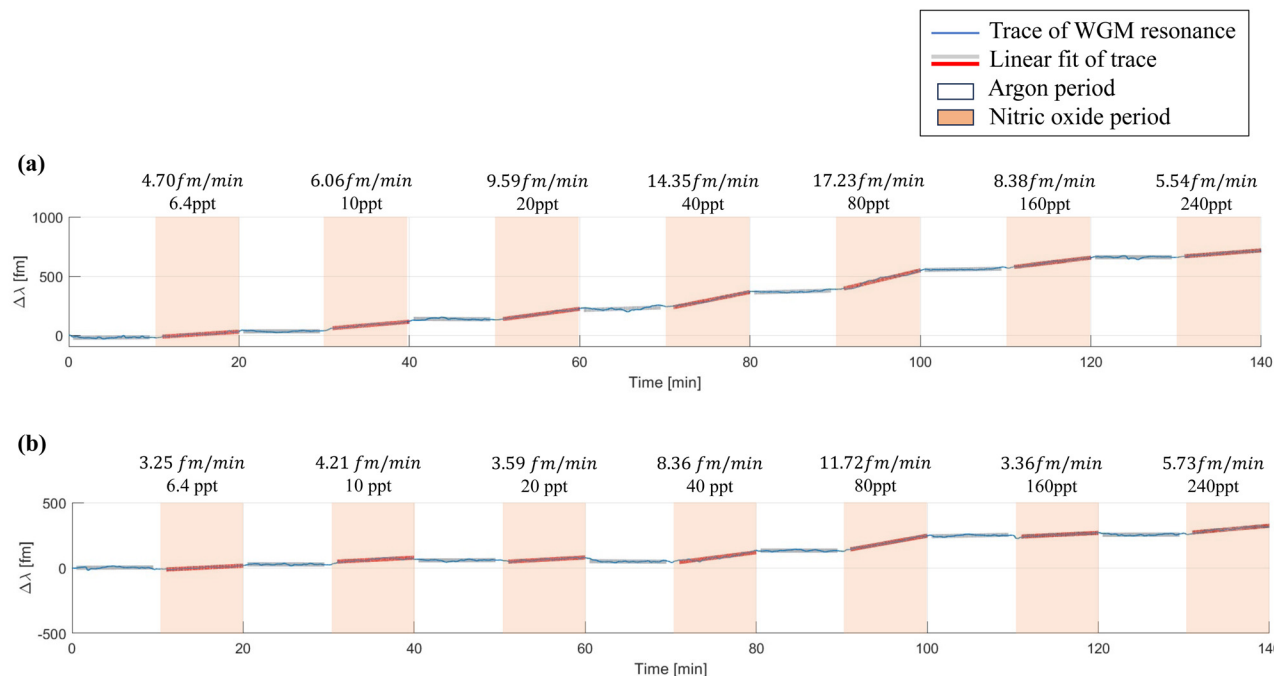 Trace of WGM resonance
Linear fit of trace
Argon period
Nitric oxide period
(a)
4.70fm/min 6.06fm/min 9.59fm/min 14.35fm/min 17.23fm/min 8.38fm/min 5.54fm/min
6.4ppt 10ppt 20ppt 40ppt 80ppt 160ppt 240ppt
1000
500
0
Δλ [fm]
0 20 40 60 80 100 120 140
Time [min]
(b)
3.25 fm/min 4.21 fm/min 3.59 fm/min 8.36 fm/min 11.72fm/min 3.36fm/min 5.73fm/min
6.4 ppt 10 ppt 20 ppt 40 ppt 80ppt 160ppt 240ppt
500
0
-500
Δλ [fm]
0 20 40 60 80 100 120 140
Time [min]